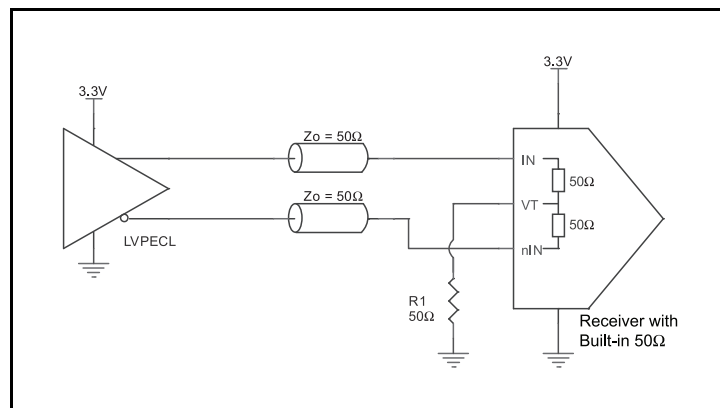 3.3V
3.3V
Zo = 50Ω
IN
50Ω
Zo = 50Ω
VT
50Ω
nIN
LVPECL
R1
50Ω
Receiver with
Built-in 50Ω